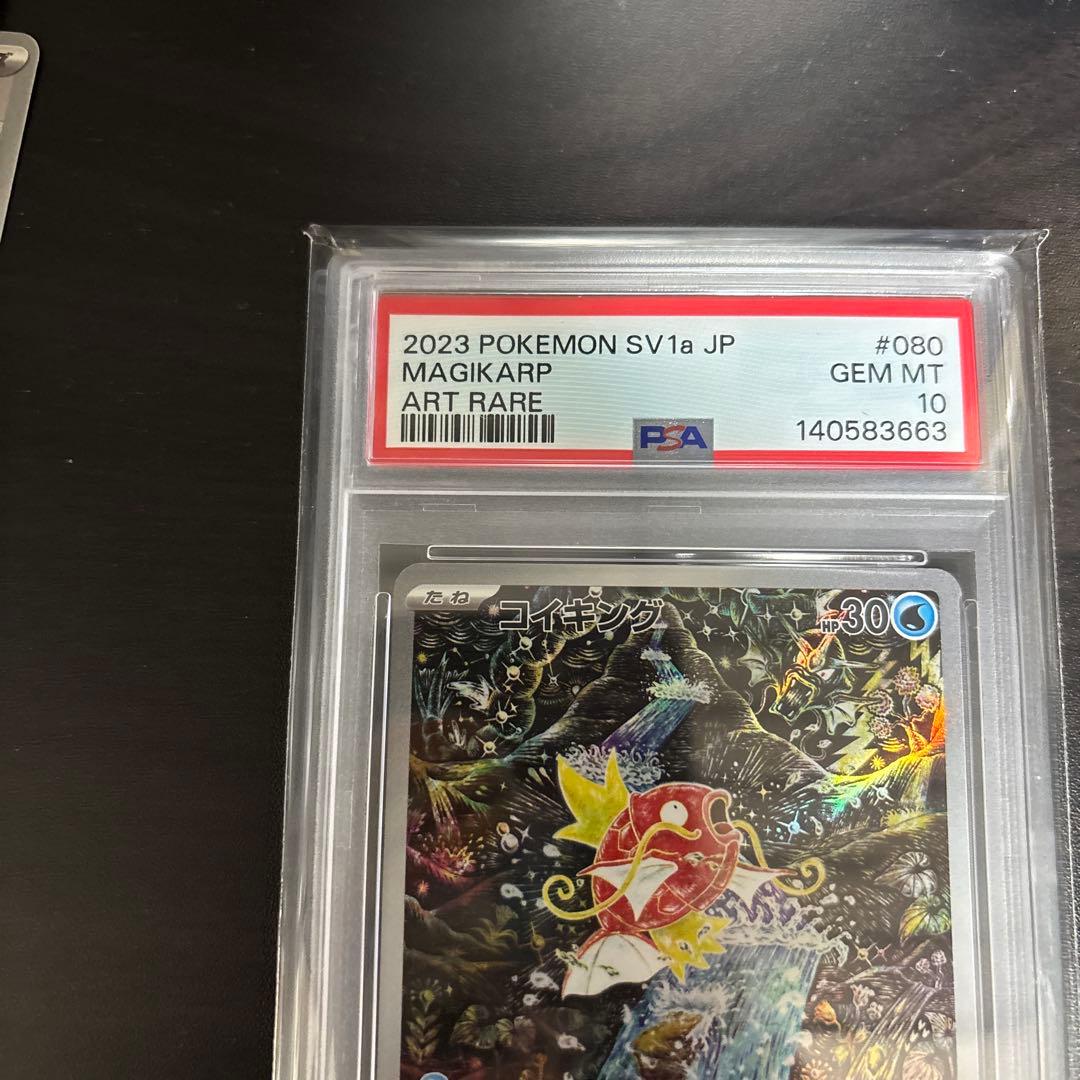 2023 POKEMON SV1a JP #080
MAGIKARP GEM MT
ART RARE 10
PSA 140583663
たね コイキング HP30